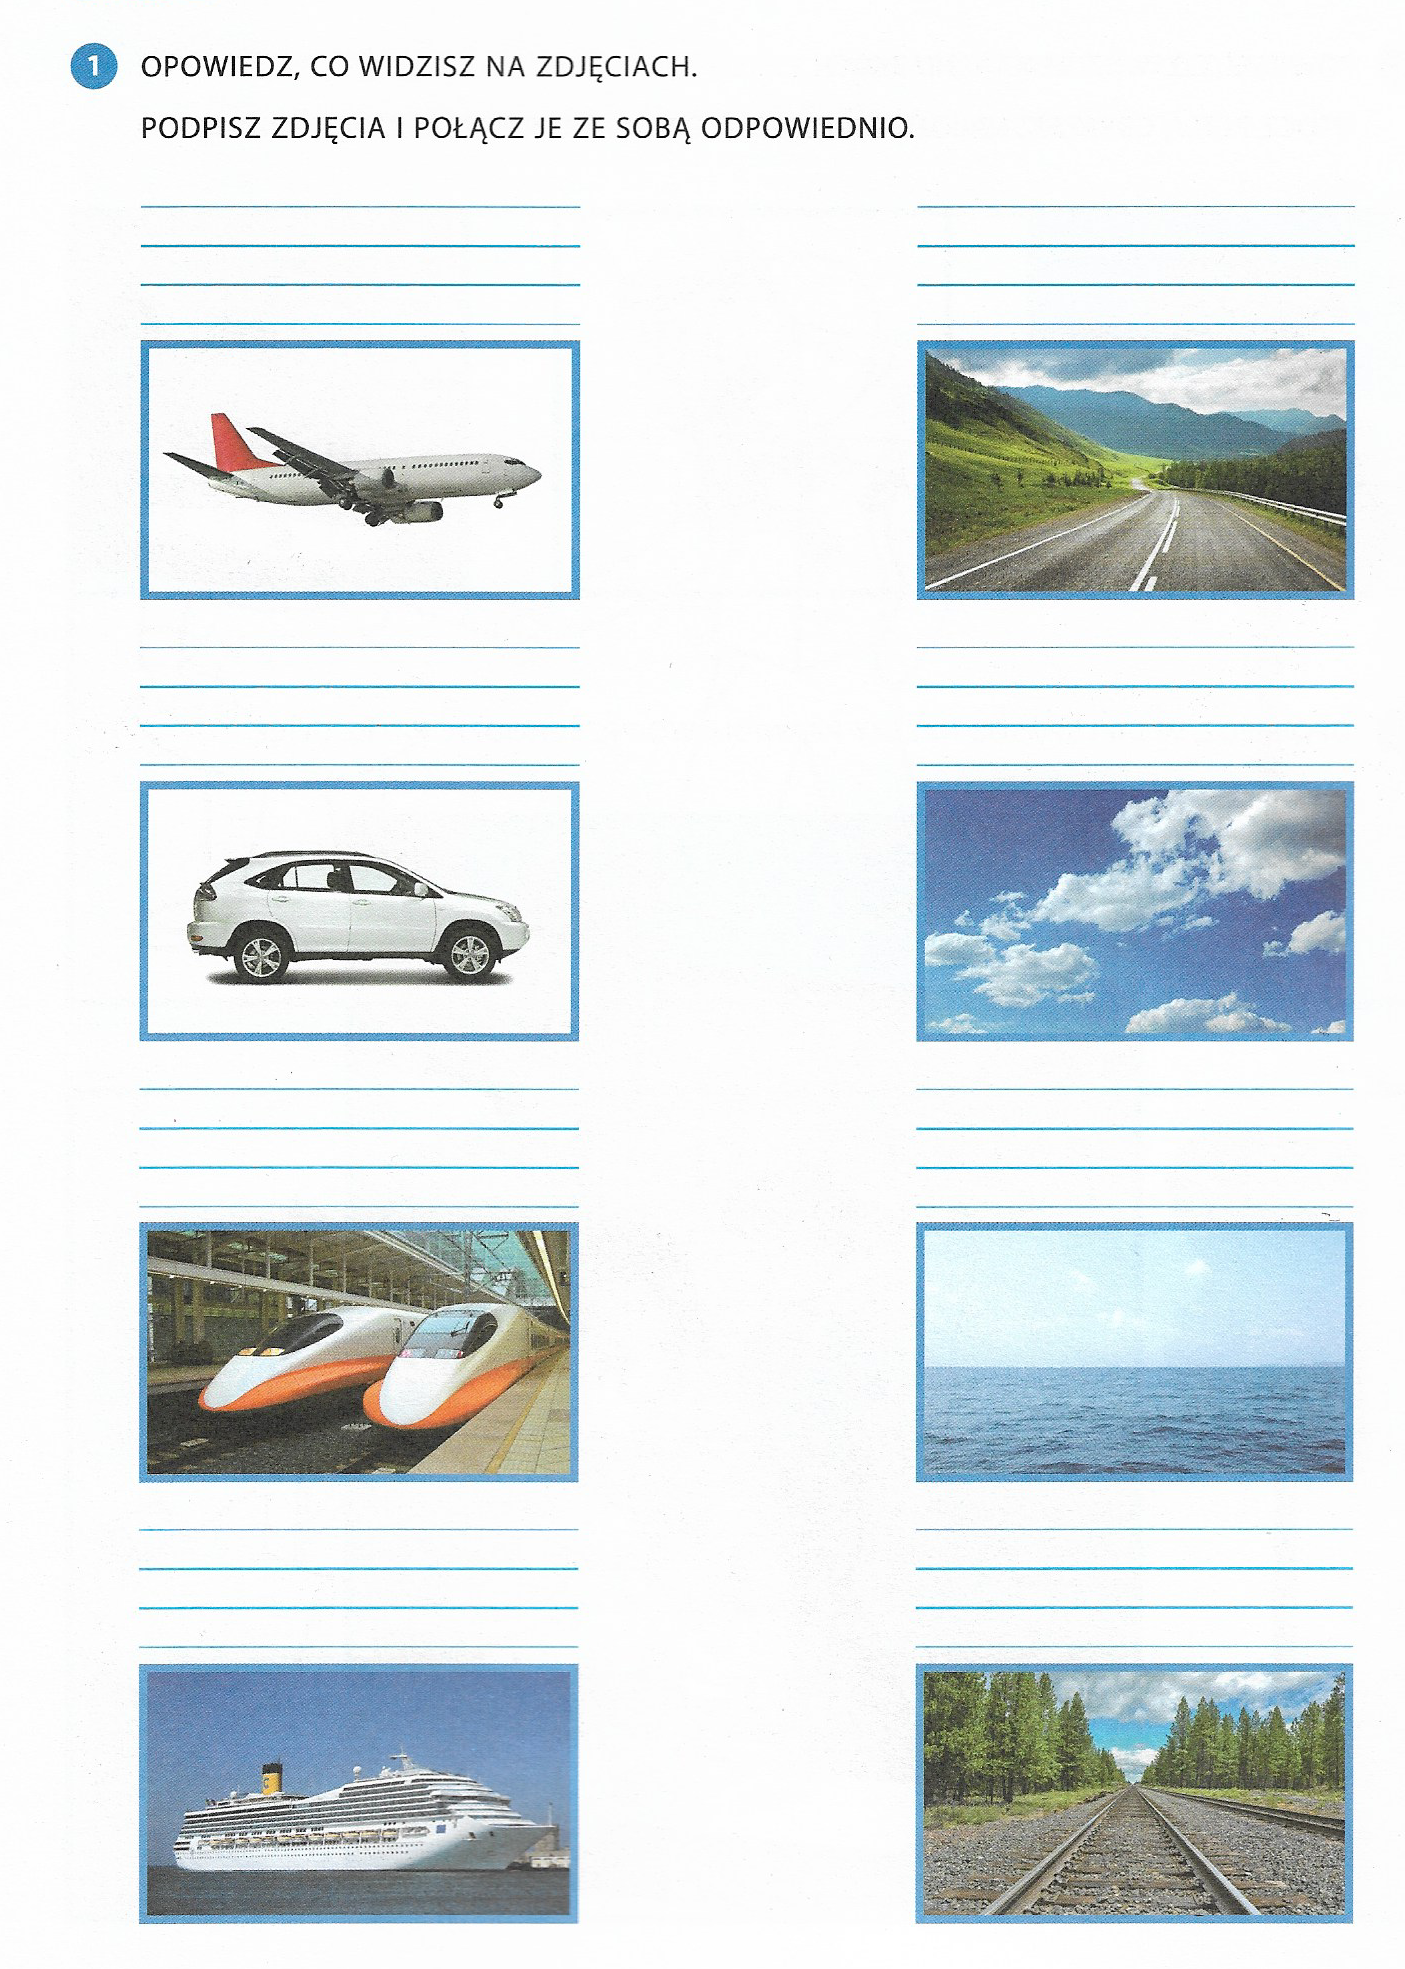 1 OPOWIEDZ, CO WIDZISZ NA ZDJĘCIACH.
PODPISZ ZDJĘCIA I POŁĄCZ JE ZE SOBĄ ODPOWIEDNIO.
C